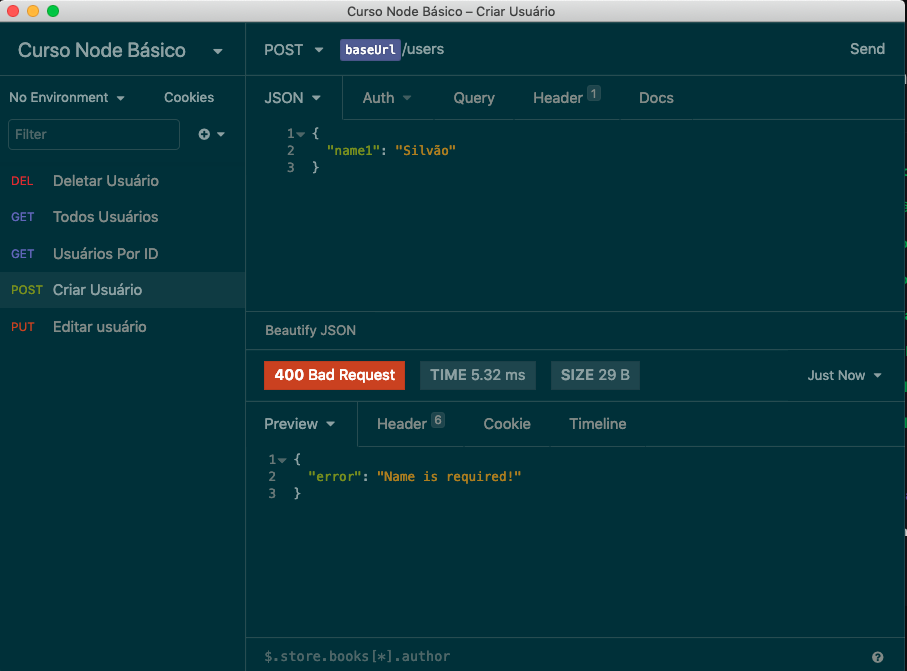 Curso Node Básico – Criar Usuário
Curso Node Básico
POST baseUrl/users Send
No Environment Cookies
JSON Auth Query Header 1 Docs
Filter
1 {
2 "name1": "Silvão"
3 }
DEL Deletar Usuário
GET Todos Usuários
GET Usuários Por ID
POST Criar Usuário
PUT Editar usuário
Beautify JSON
400 Bad Request TIME 5.32 ms SIZE 29 B Just Now
Preview Header 6 Cookie Timeline
1 {
2 "error": "Name is required!"
3 }
$.store.books[*].author ?